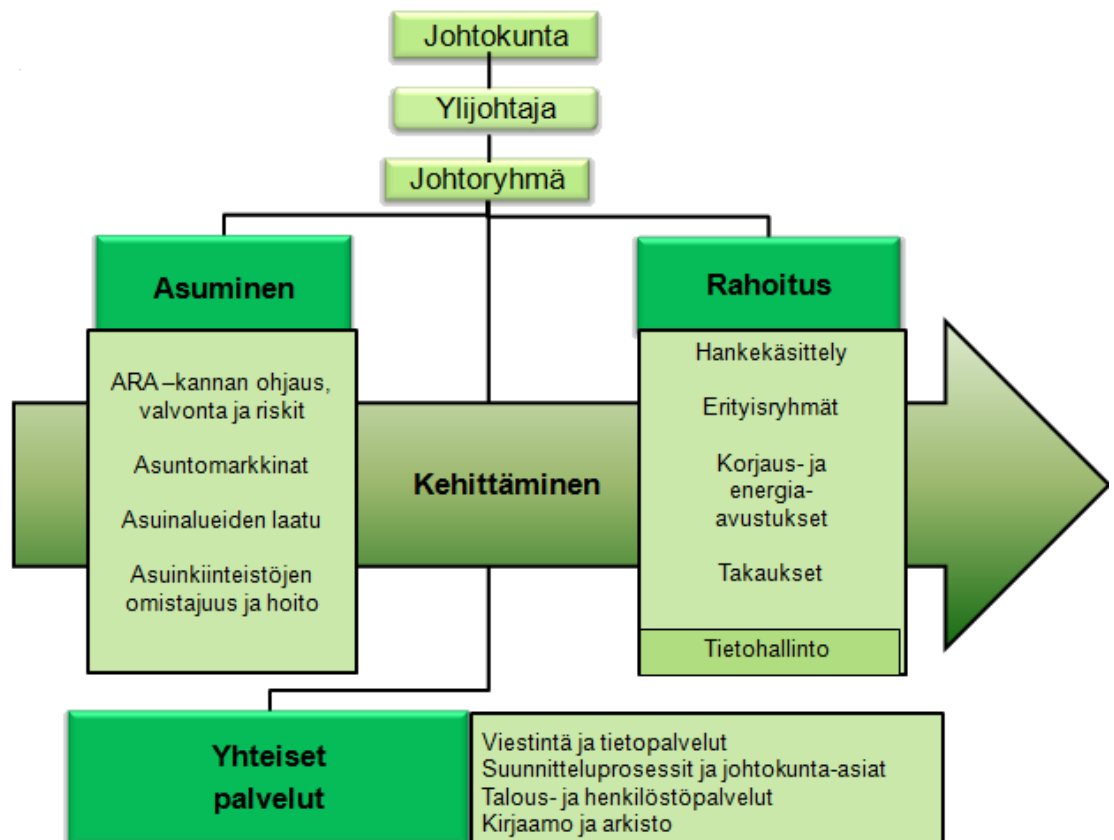 Johtokunta
Ylijohtaja
Johtoryhmä
Asuminen
ARA –kannan ohjaus,
valvonta ja riskit
Asuntomarkkinat
Asuinalueiden laatu
Asuinkiinteistöjen
omistajuus ja hoito
Kehittäminen
Rahoitus
Hankekäsittely
Erityisryhmät
Korjaus- ja
energia-
avustukset
Takaukset
Tietohallinto
Yhteiset
palvelut
Viestintä ja tietopalvelut
Suunnitteluprosessit ja johtokunta-asiat
Talous- ja henkilöstöpalvelut
Kirjaamo ja arkisto